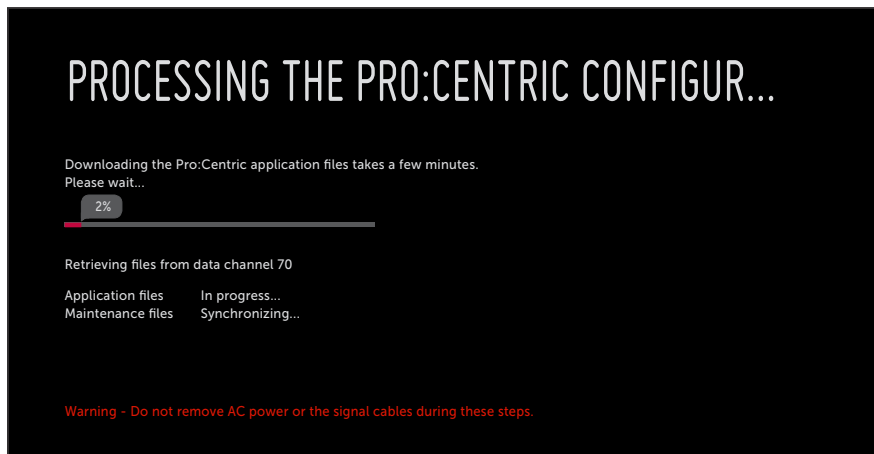 PROCESSING THE PRO:CENTRIC CONFIGUR...
Downloading the Pro:Centric application files takes a few minutes.
Please wait...
2%
Retrieving files from data channel 70
Application files In progress...
Maintenance files Synchronizing...
Warning - Do not remove AC power or the signal cables during these steps.